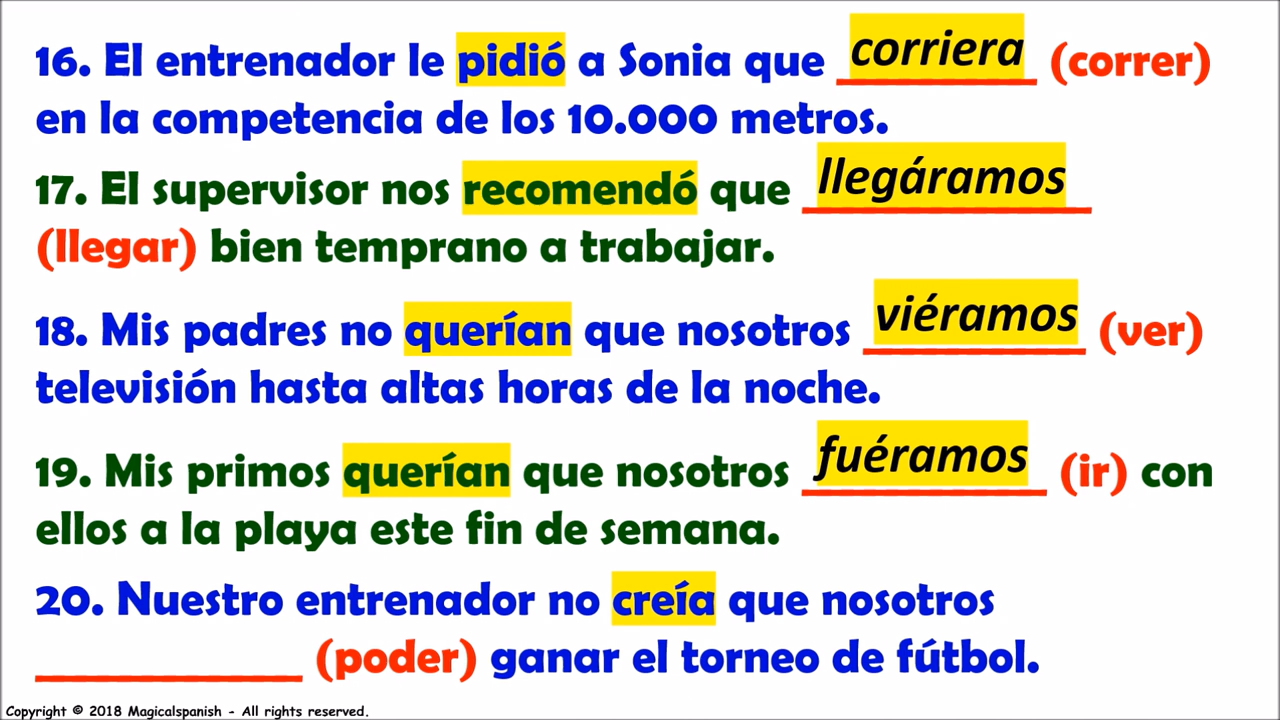 16. El entrenador le pidió a Sonia que corriera (correr)
en la competencia de los 10.000 metros.
17. El supervisor nos recomendó que llegáramos
(llegar) bien temprano a trabajar.
18. Mis padres no querían que nosotros viéramos (ver)
televisión hasta altas horas de la noche.
19. Mis primos querían que nosotros fuéramos (ir) con
ellos a la playa este fin de semana.
20. Nuestro entrenador no creía que nosotros
____________ (poder) ganar el torneo de fútbol.
Copyright © 2018 Magicalspanish - All rights reserved.